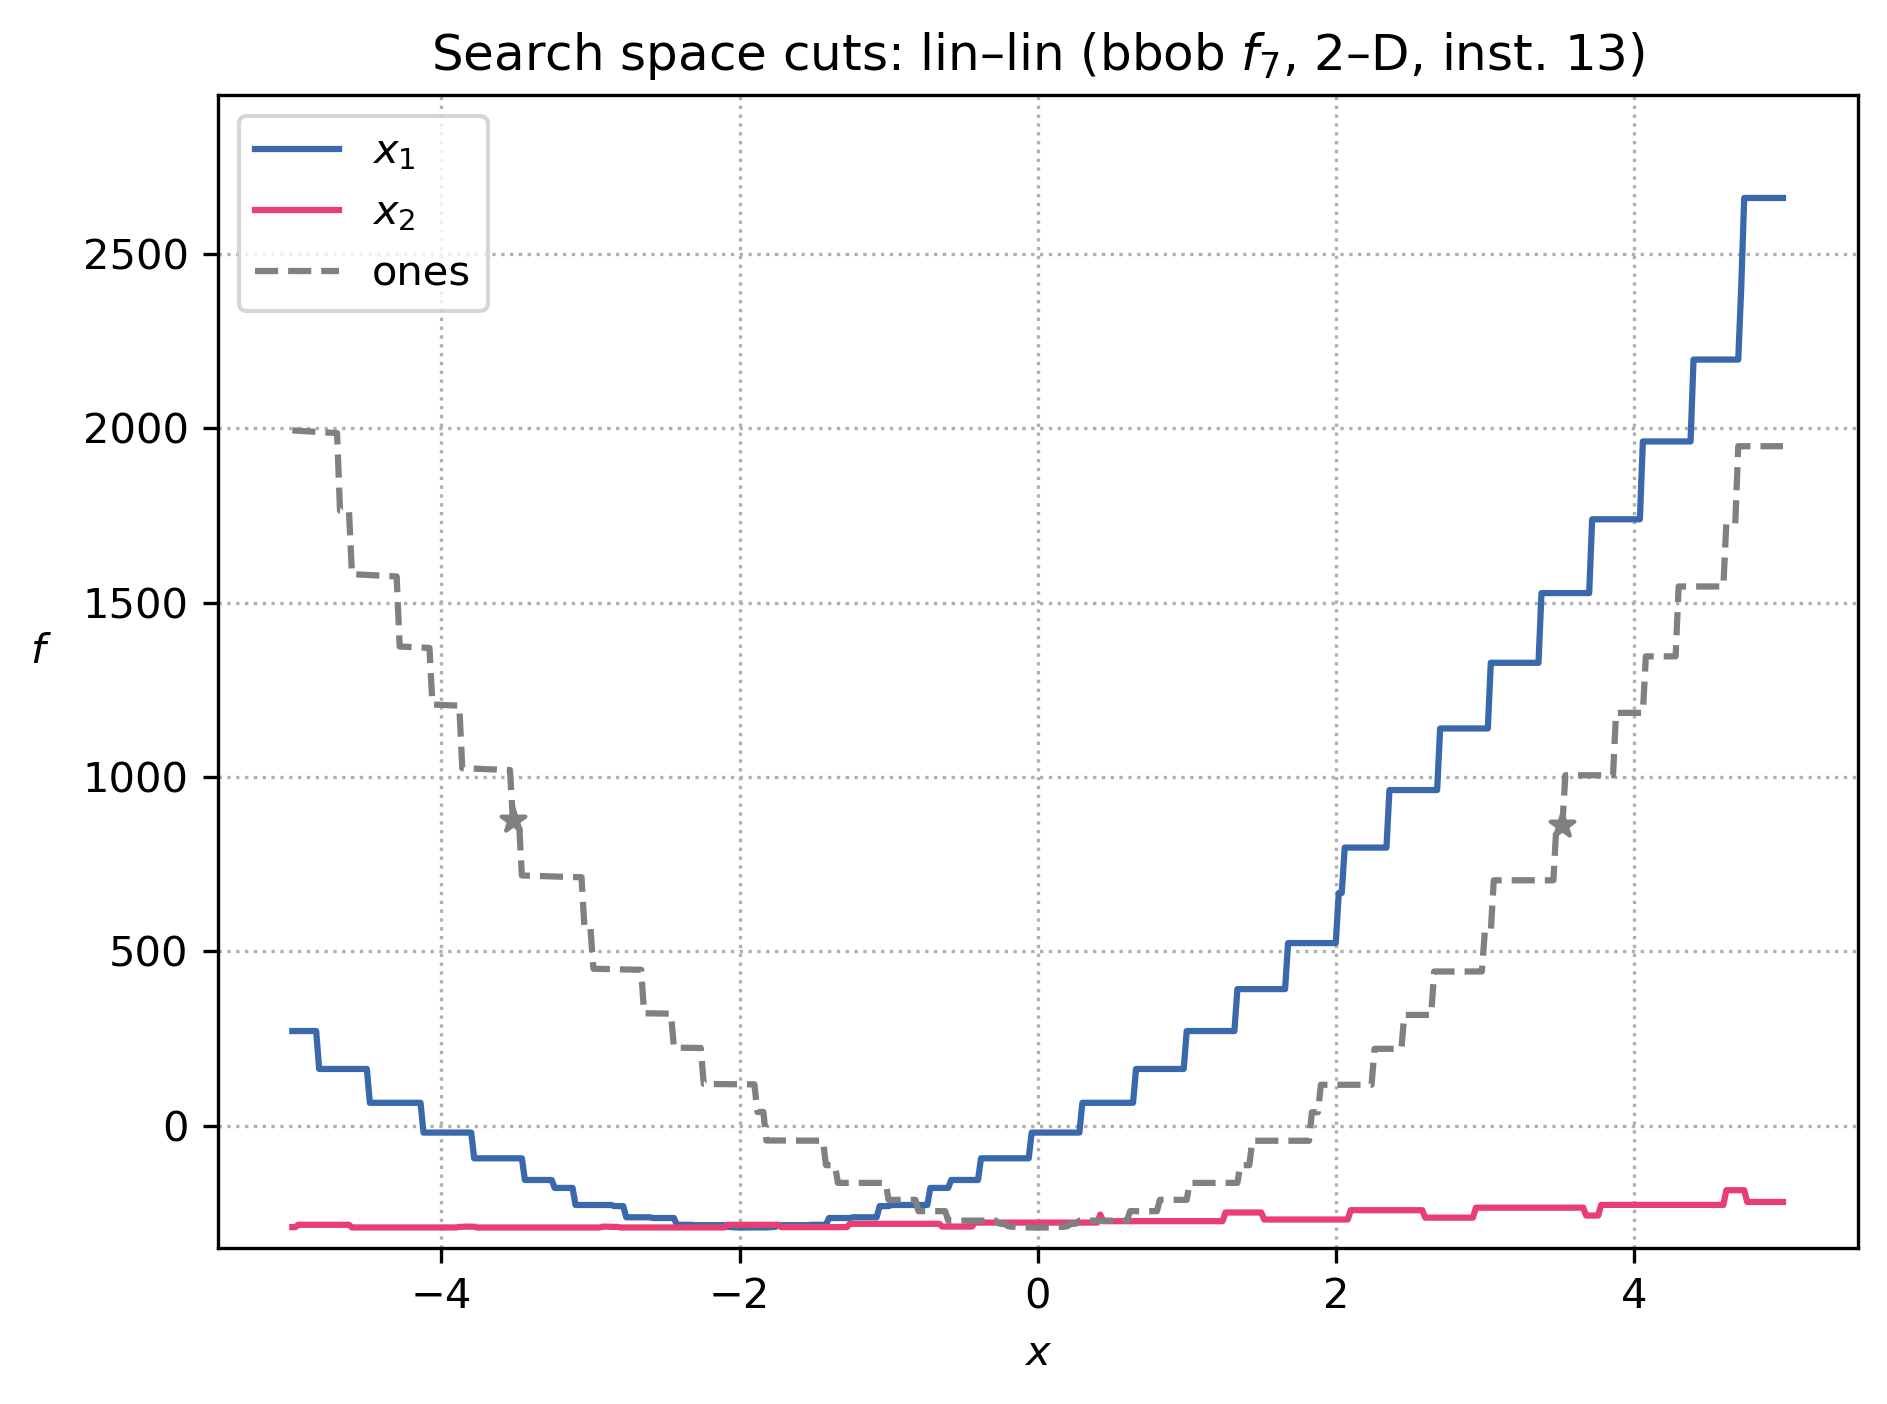 Search space cuts: lin–lin (bbob f₇, 2–D, inst. 13)
x₁
x₂
ones
2500
2000
1500
1000
500
0
f
−4
−2
0
2
4
x